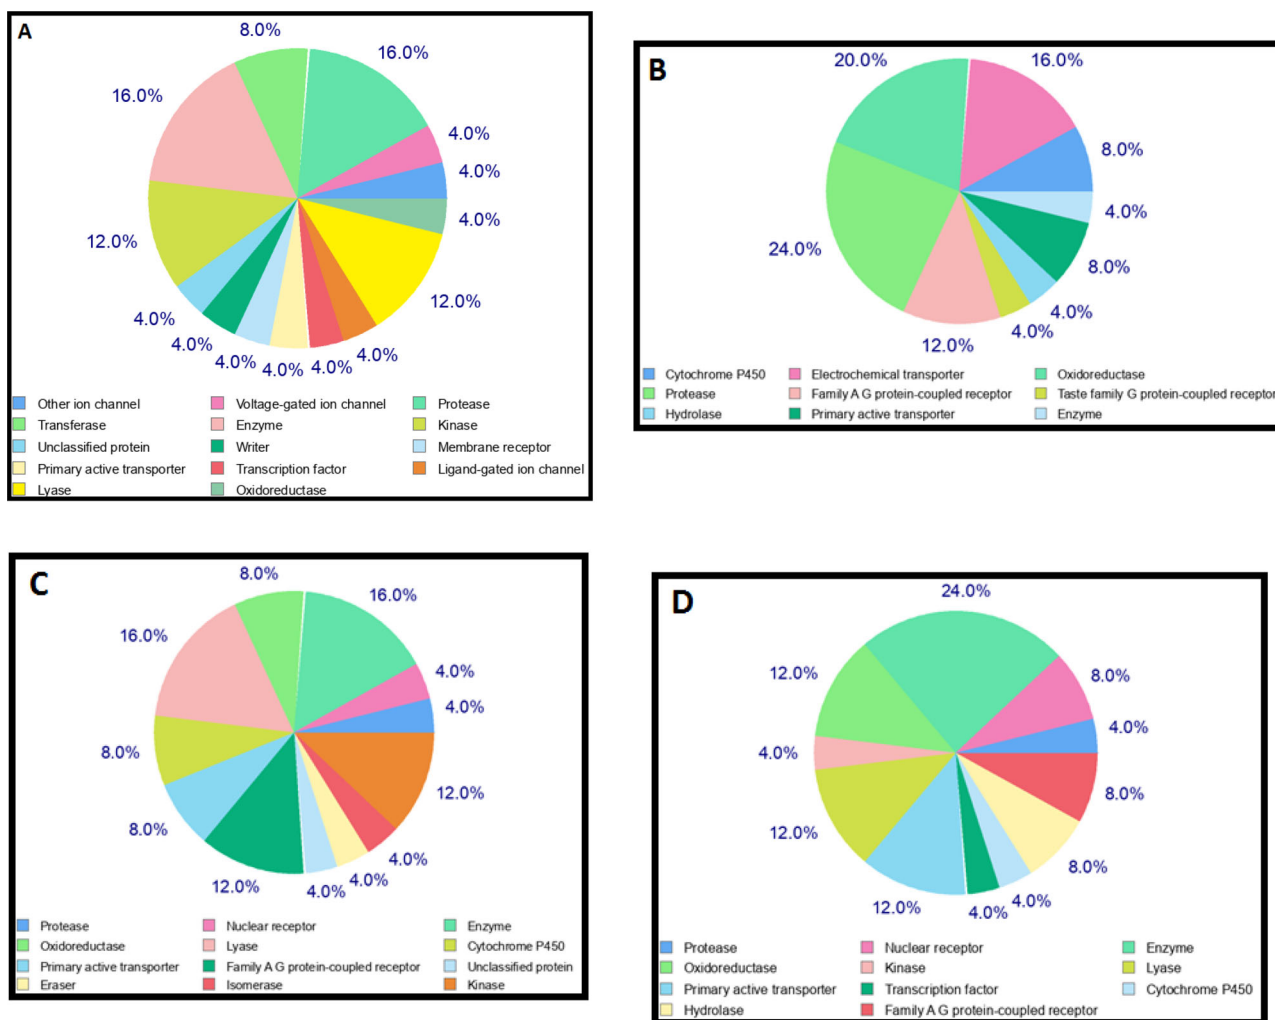 A
8.0%
16.0%
16.0%
4.0%
4.0%
4.0%
12.0%
12.0%
4.0%
4.0%
4.0%
4.0%
4.0%
4.0%
Other ion channel Voltage-gated ion channel Protease
Transferase Enzyme Kinase
Unclassified protein Writer Membrane receptor
Primary active transporter Transcription factor Ligand-gated ion channel
Lyase Oxidoreductase
B
20.0%
16.0%
8.0%
4.0%
24.0%
8.0%
4.0%
4.0%
12.0%
Cytochrome P450 Electrochemical transporter Oxidoreductase
Protease Family A G protein-coupled receptor Taste family G protein-coupled receptor
Hydrolase Primary active transporter Enzyme
C
8.0%
16.0%
16.0%
4.0%
4.0%
8.0%
12.0%
8.0%
4.0%
12.0%
4.0%
4.0%
Protease Nuclear receptor Enzyme
Oxidoreductase Lyase Cytochrome P450
Primary active transporter Family A G protein-coupled receptor Unclassified protein
Eraser Isomerase Kinase
D
24.0%
12.0%
8.0%
4.0%
4.0%
8.0%
12.0%
8.0%
12.0%
4.0%
4.0%
Protease Nuclear receptor Enzyme
Oxidoreductase Kinase Lyase
Primary active transporter Transcription factor Cytochrome P450
Hydrolase Family A G protein-coupled receptor